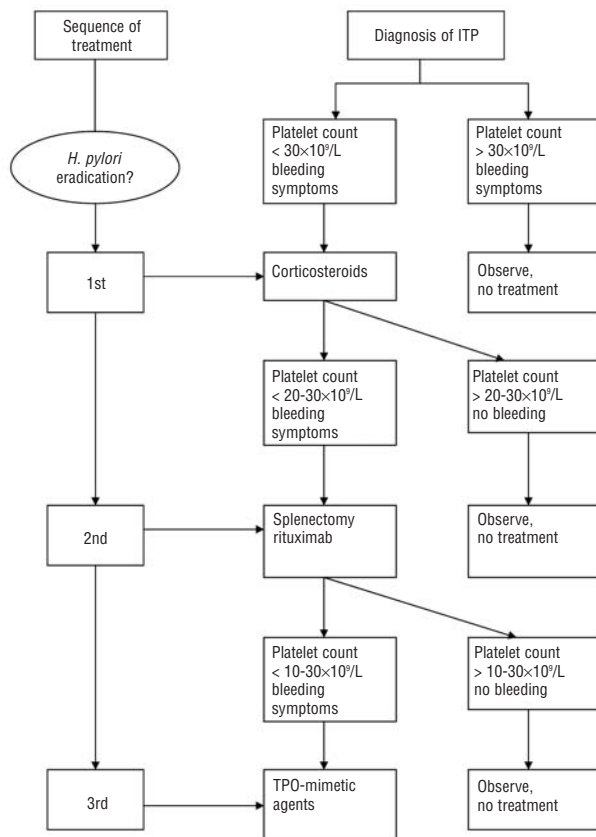 Sequence of
treatment
Diagnosis of ITP
H. pylori
eradication?
Platelet count
< 30×10⁹/L
bleeding
symptoms
Platelet count
> 30×10⁹/L
bleeding
symptoms
1st
Corticosteroids
Observe,
no treatment
Platelet count
< 20-30×10⁹/L
bleeding
symptoms
Platelet count
> 20-30×10⁹/L
no bleeding
2nd
Splenectomy
rituximab
Observe,
no treatment
Platelet count
< 10-30×10⁹/L
bleeding
symptoms
Platelet count
> 10-30×10⁹/L
no bleeding
3rd
TPO-mimetic
agents
Observe,
no treatment